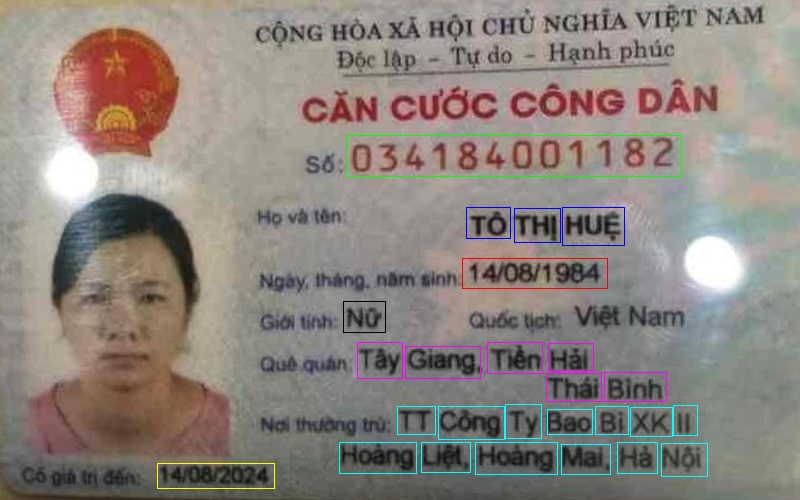 CỘNG HÒA XÃ HỘI CHỦ NGHĨA VIỆT NAM
Độc lập - Tự do - Hạnh phúc
CĂN CƯỚC CÔNG DÂN
Số: 034184001182
Họ và tên: TÔ THỊ HUỆ
Ngày, tháng, năm sinh: 14/08/1984
Giới tính: Nữ Quốc tịch: Việt Nam
Quê quán: Tây Giang, Tiền Hải
Thái Bình
Nơi thường trú: TT Công Ty Bao Bì XK II
Hoàng Liệt, Hoàng Mai, Hà Nội
Có giá trị đến: 14/08/2024